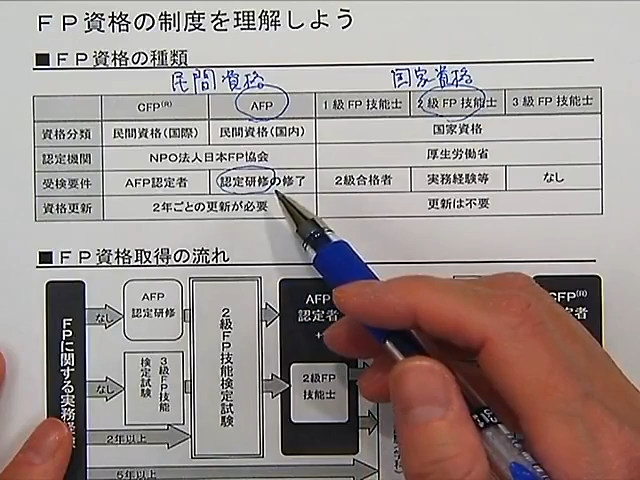 ＦＰ資格の制度を理解しよう
■ＦＰ資格の種類
民間資格 国家資格
CFP(R) AFP 1級FP技能士 2級FP技能士 3級FP技能士
資格分類 民間資格(国際) 民間資格(国内) 国家資格
認定機関 NPO法人日本FP協会 厚生労働省
受検要件 AFP認定者 認定研修の修了 2級合格者 実務経験等 なし
資格更新 2年ごとの更新が必要 更新は不要
■ＦＰ資格取得の流れ
FPに関する実務経
なし
AFP
認定研修
2級FP技能検定試験
AFP
認定者
+
CFP(R)
者
なし
3級FP技能
検定試験
2級FP
技能士
2年以上
5年以上